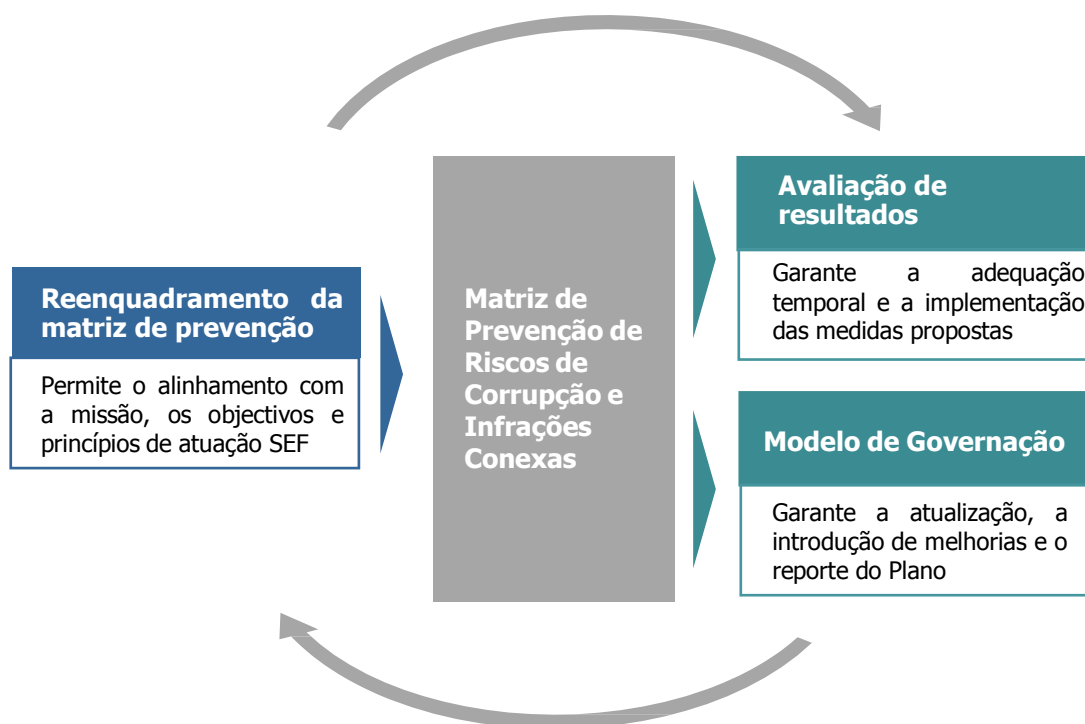 Reenquadramento da
matriz de prevenção
Permite o alinhamento com
a missão, os objectivos e
princípios de atuação SEF
Matriz de
Prevenção de
Riscos de
Corrupção e
Infrações
Conexas
Avaliação de
resultados
Garante a adequação
temporal e a implementação
das medidas propostas
Modelo de Governação
Garante a atualização, a
introdução de melhorias e o
reporte do Plano